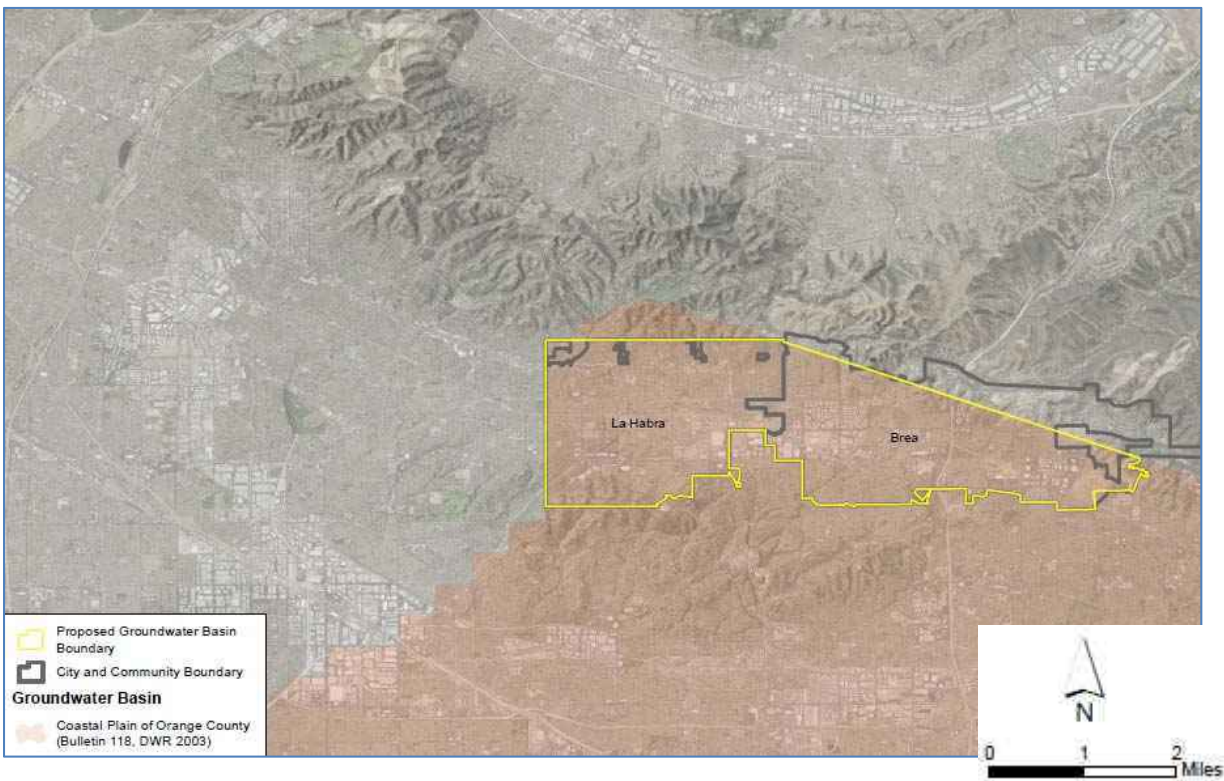 La Habra
Brea
Proposed Groundwater Basin
Boundary
City and Community Boundary
Groundwater Basin
Coastal Plain of Orange County
(Bulletin 118, DWR 2003)
N
0 1 2
Miles